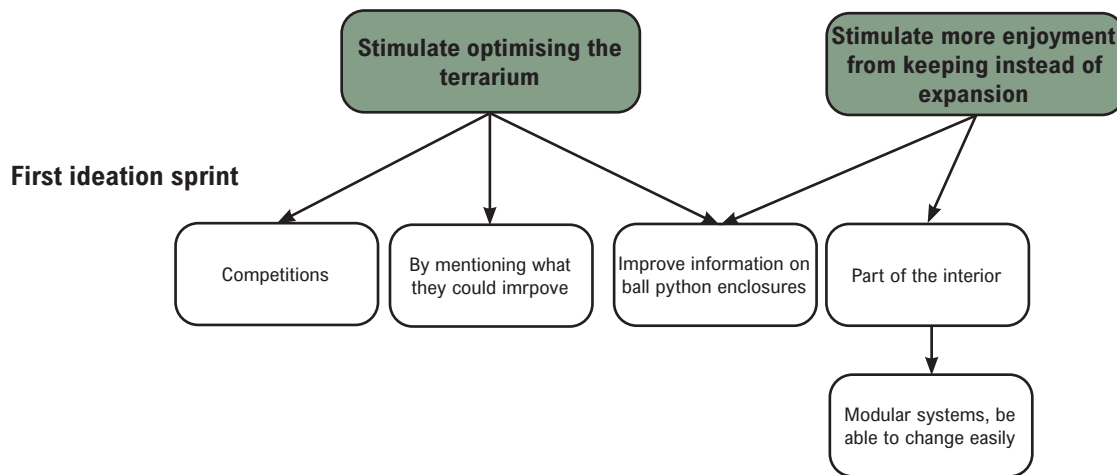 Stimulate optimising the
terrarium
Stimulate more enjoyment
from keeping instead of
expansion
First ideation sprint
Competitions
By mentioning what
they could imrpove
Improve information on
ball python enclosures
Part of the interior
Modular systems, be
able to change easily